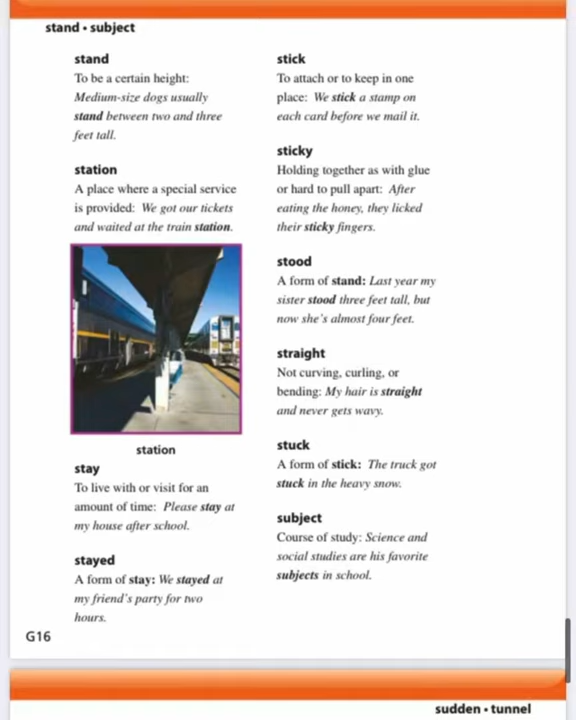 stand • subject
stand
To be a certain height:
Medium-size dogs usually
stand between two and three
feet tall.
station
A place where a special service
is provided: We got our tickets
and waited at the train station.
station
stay
To live with or visit for an
amount of time: Please stay at
my house after school.
stayed
A form of stay: We stayed at
my friend's party for two
hours.
stick
To attach or to keep in one
place: We stick a stamp on
each card before we mail it.
sticky
Holding together as with glue
or hard to pull apart: After
eating the honey, they licked
their sticky fingers.
stood
A form of stand: Last year my
sister stood three feet tall, but
now she's almost four feet.
straight
Not curving, curling, or
bending: My hair is straight
and never gets wavy.
stuck
A form of stick: The truck got
stuck in the heavy snow.
subject
Course of study: Science and
social studies are his favorite
subjects in school.
G16
sudden • tunnel